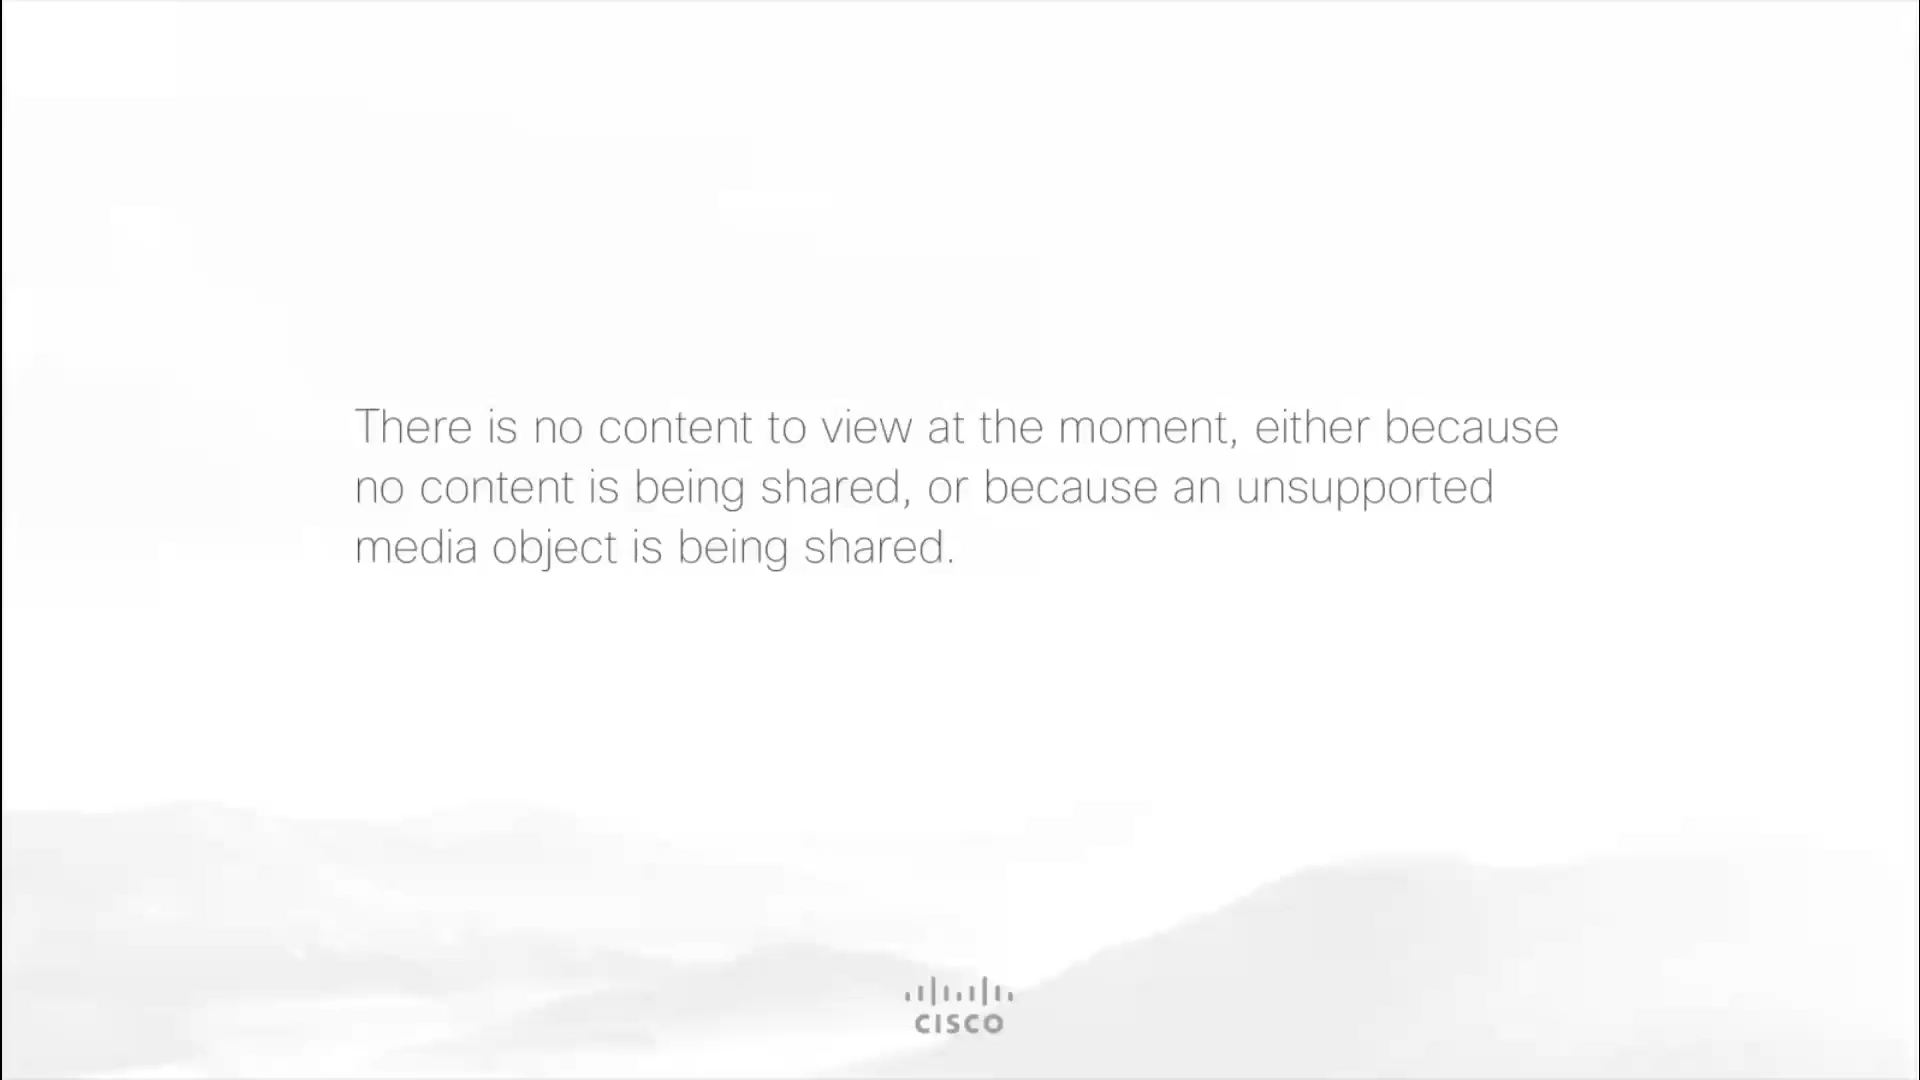 There is no content to view at the moment, either because
no content is being shared, or because an unsupported
media object is being shared.
CISCO